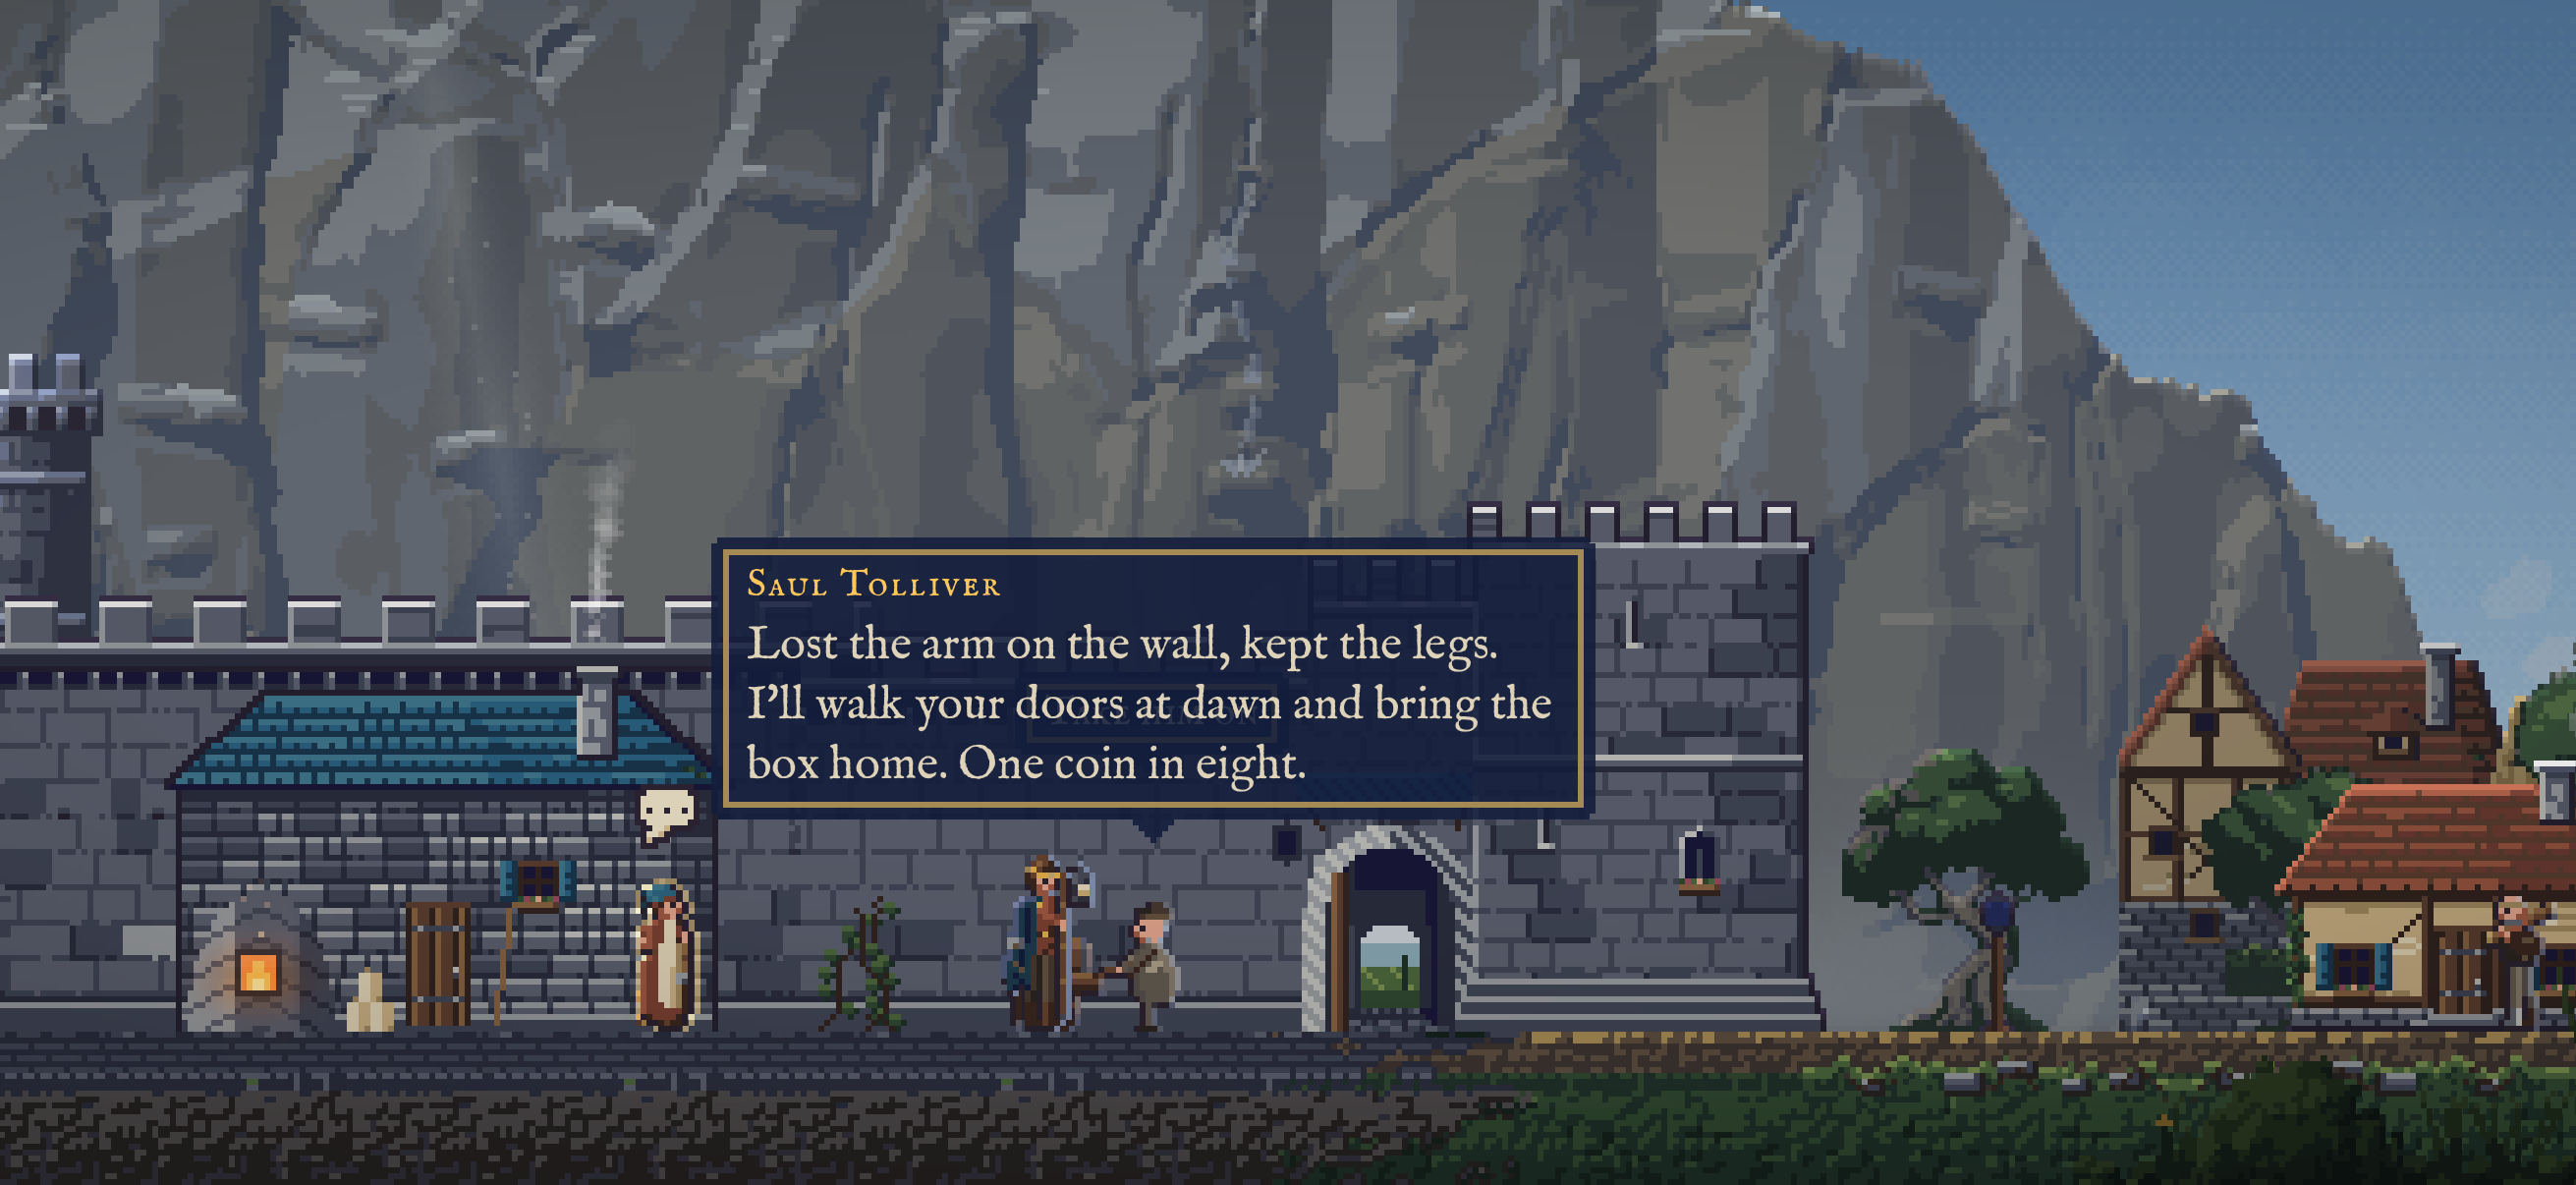 Saul Tolliver
Lost the arm on the wall, kept the legs.
I'll walk your doors at dawn and bring the
box home. One coin in eight.